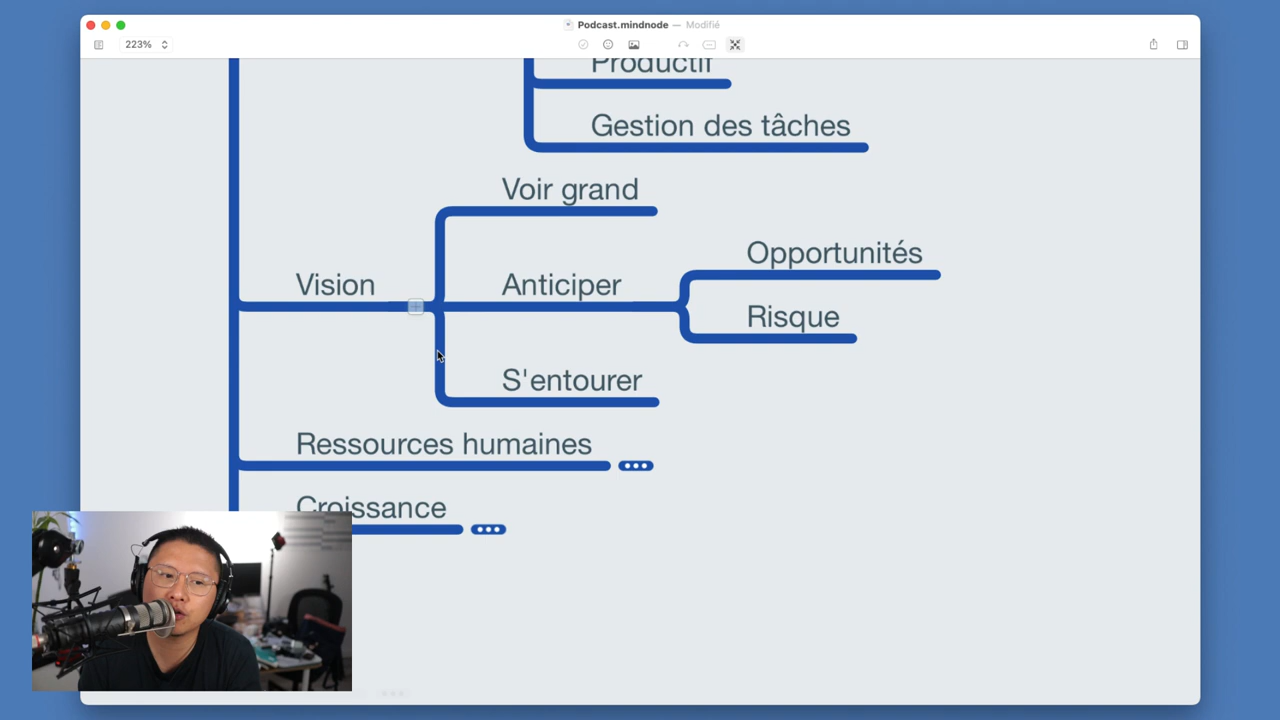 Podcast.mindnode — Modifié
223%
Productif
Gestion des tâches
Voir grand
Vision
Anticiper
Opportunités
Risque
S'entourer
Ressources humaines
Croissance